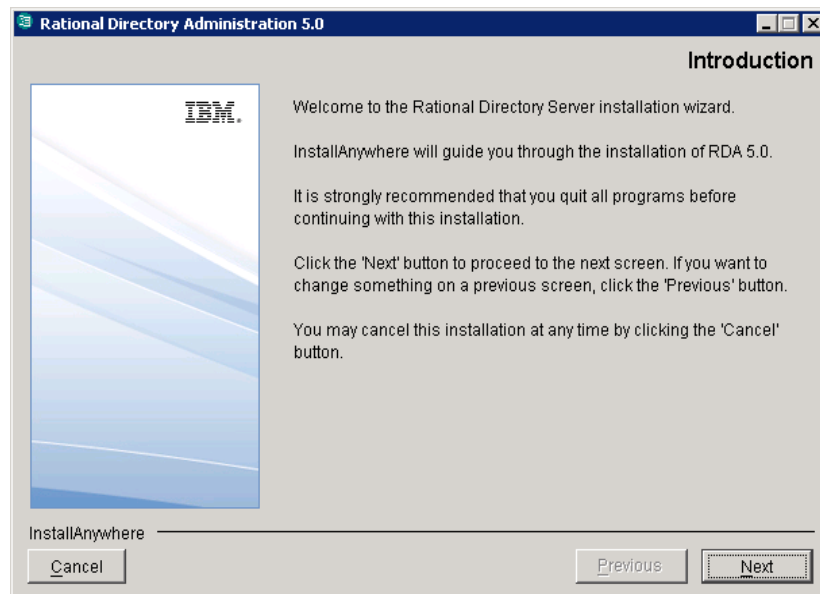 Rational Directory Administration 5.0
Introduction
IBM.
Welcome to the Rational Directory Server installation wizard.
InstallAnywhere will guide you through the installation of RDA 5.0.
It is strongly recommended that you quit all programs before
continuing with this installation.
Click the 'Next' button to proceed to the next screen. If you want to
change something on a previous screen, click the 'Previous' button.
You may cancel this installation at any time by clicking the 'Cancel'
button.
InstallAnywhere
Cancel
Previous
Next